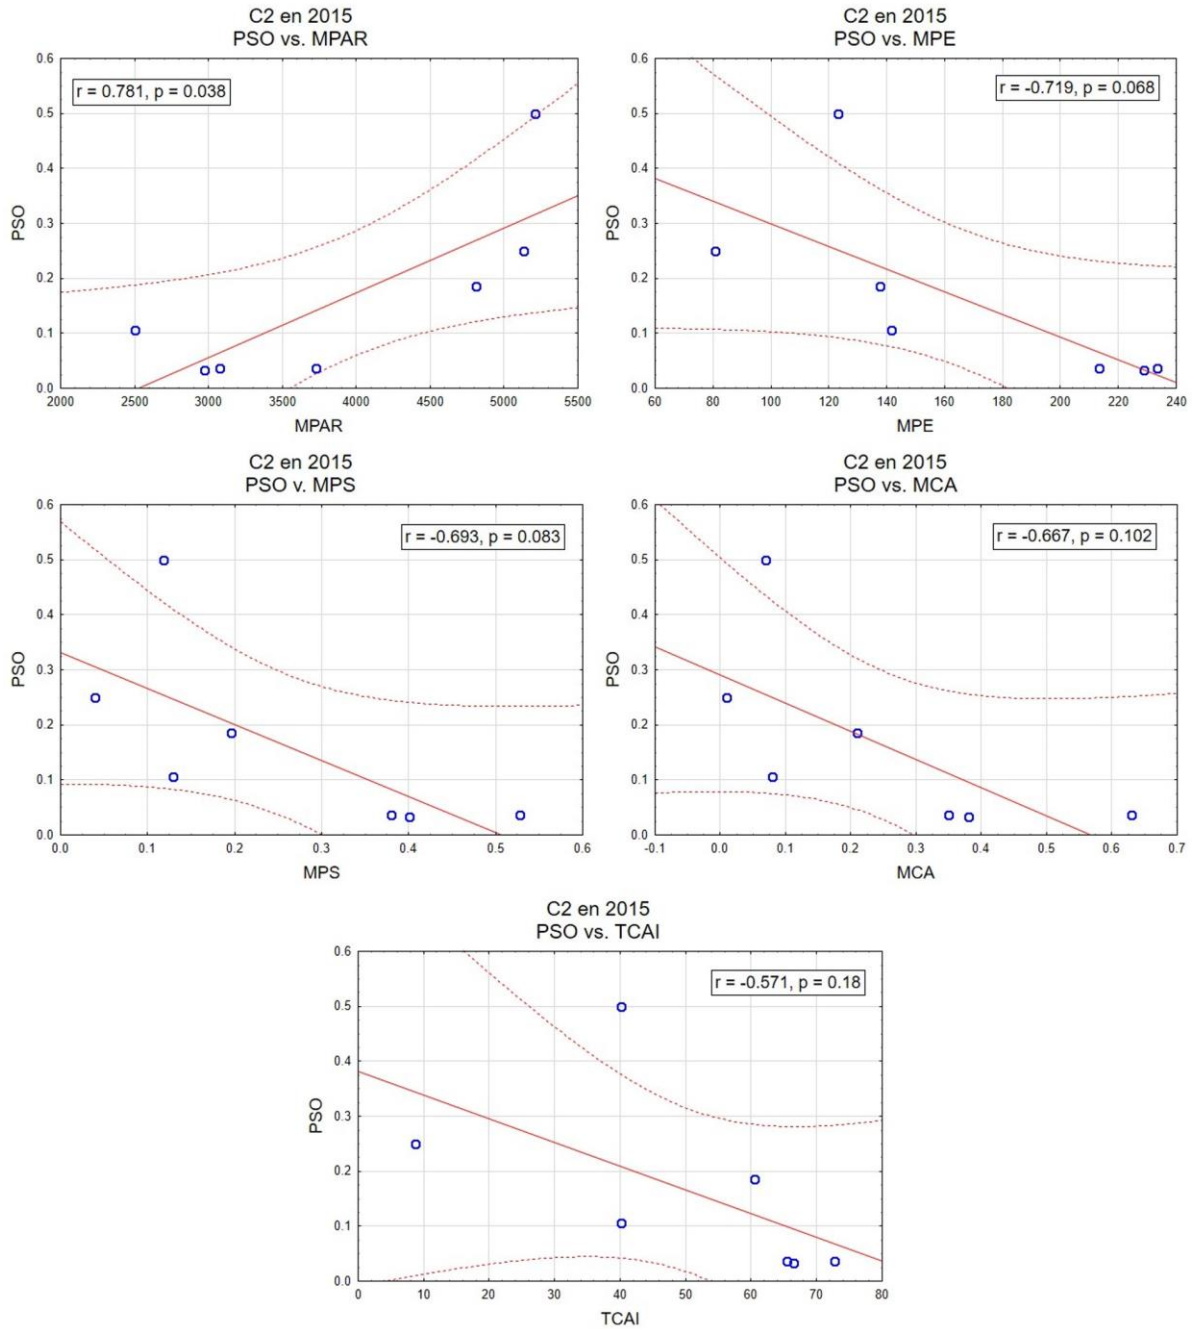 C2 en 2015
PSO vs. MPAR
r = 0.781, p = 0.038
0.6
0.5
0.4
0.3
0.2
0.1
0.0
PSO
2000 2500 3000 3500 4000 4500 5000 5500
MPAR
C2 en 2015
PSO vs. MPE
r = -0.719, p = 0.068
0.6
0.5
0.4
0.3
0.2
0.1
0.0
PSO
60 80 100 120 140 160 180 200 220 240
MPE
C2 en 2015
PSO v. MPS
r = -0.693, p = 0.083
0.6
0.5
0.4
0.3
0.2
0.1
0.0
PSO
0.0 0.1 0.2 0.3 0.4 0.5 0.6
MPS
C2 en 2015
PSO vs. MCA
r = -0.667, p = 0.102
0.6
0.5
0.4
0.3
0.2
0.1
0.0
PSO
-0.1 0.0 0.1 0.2 0.3 0.4 0.5 0.6 0.7
MCA
C2 en 2015
PSO vs. TCAI
r = -0.571, p = 0.18
0.6
0.5
0.4
0.3
0.2
0.1
0.0
PSO
0 10 20 30 40 50 60 70 80
TCAI